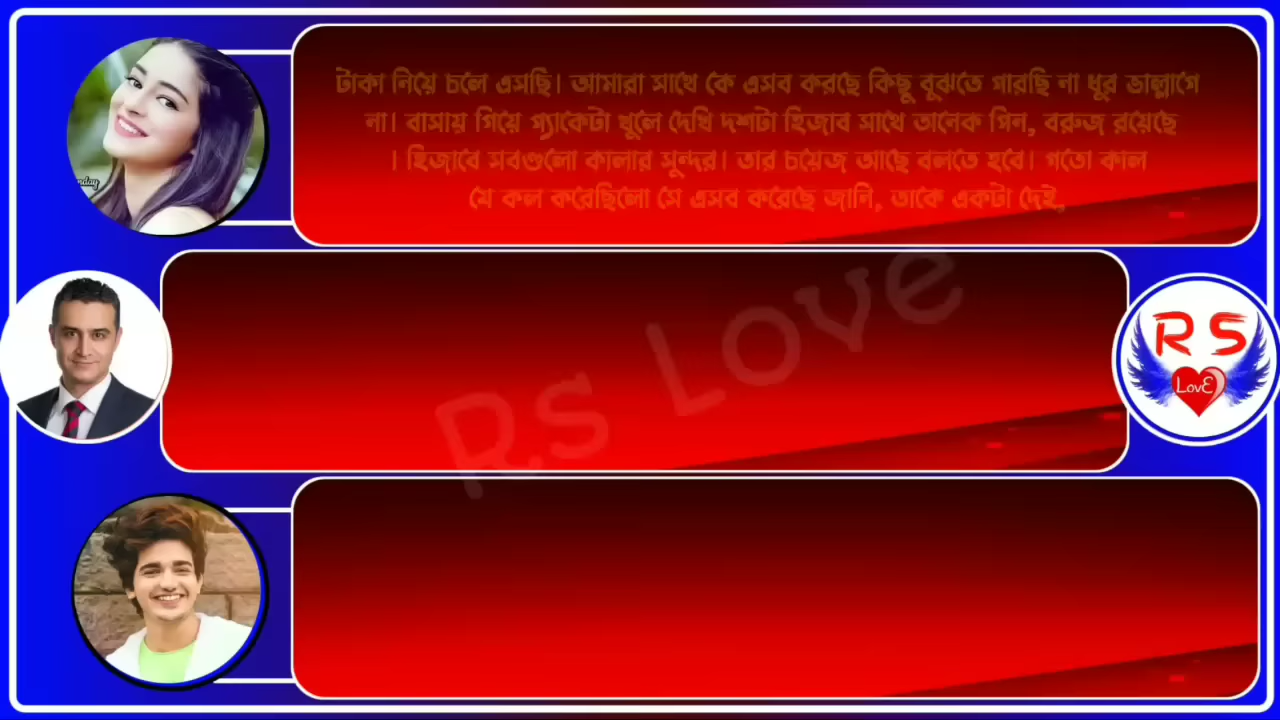 টাকা নিয়ে চলে এসছি। আমারা সাথে কে এসব করছে কিছু বুঝতে পারছি না ধুর ভাল্লাগে
না। বাসায় গিয়ে প্যাকেটা খুলে দেখি দশটা হিজাব সাথে অনেক পিন, বরুজ রয়েছে
। হিজাবে সবগুলো কালার সুন্দর। তার চয়েজ আছে বলতে হবে। গতো কাল
যে কল করেছিলো সে এসব করেছে জানি, তাকে একটা দেই,
Rs Love
R S
LovE
nday